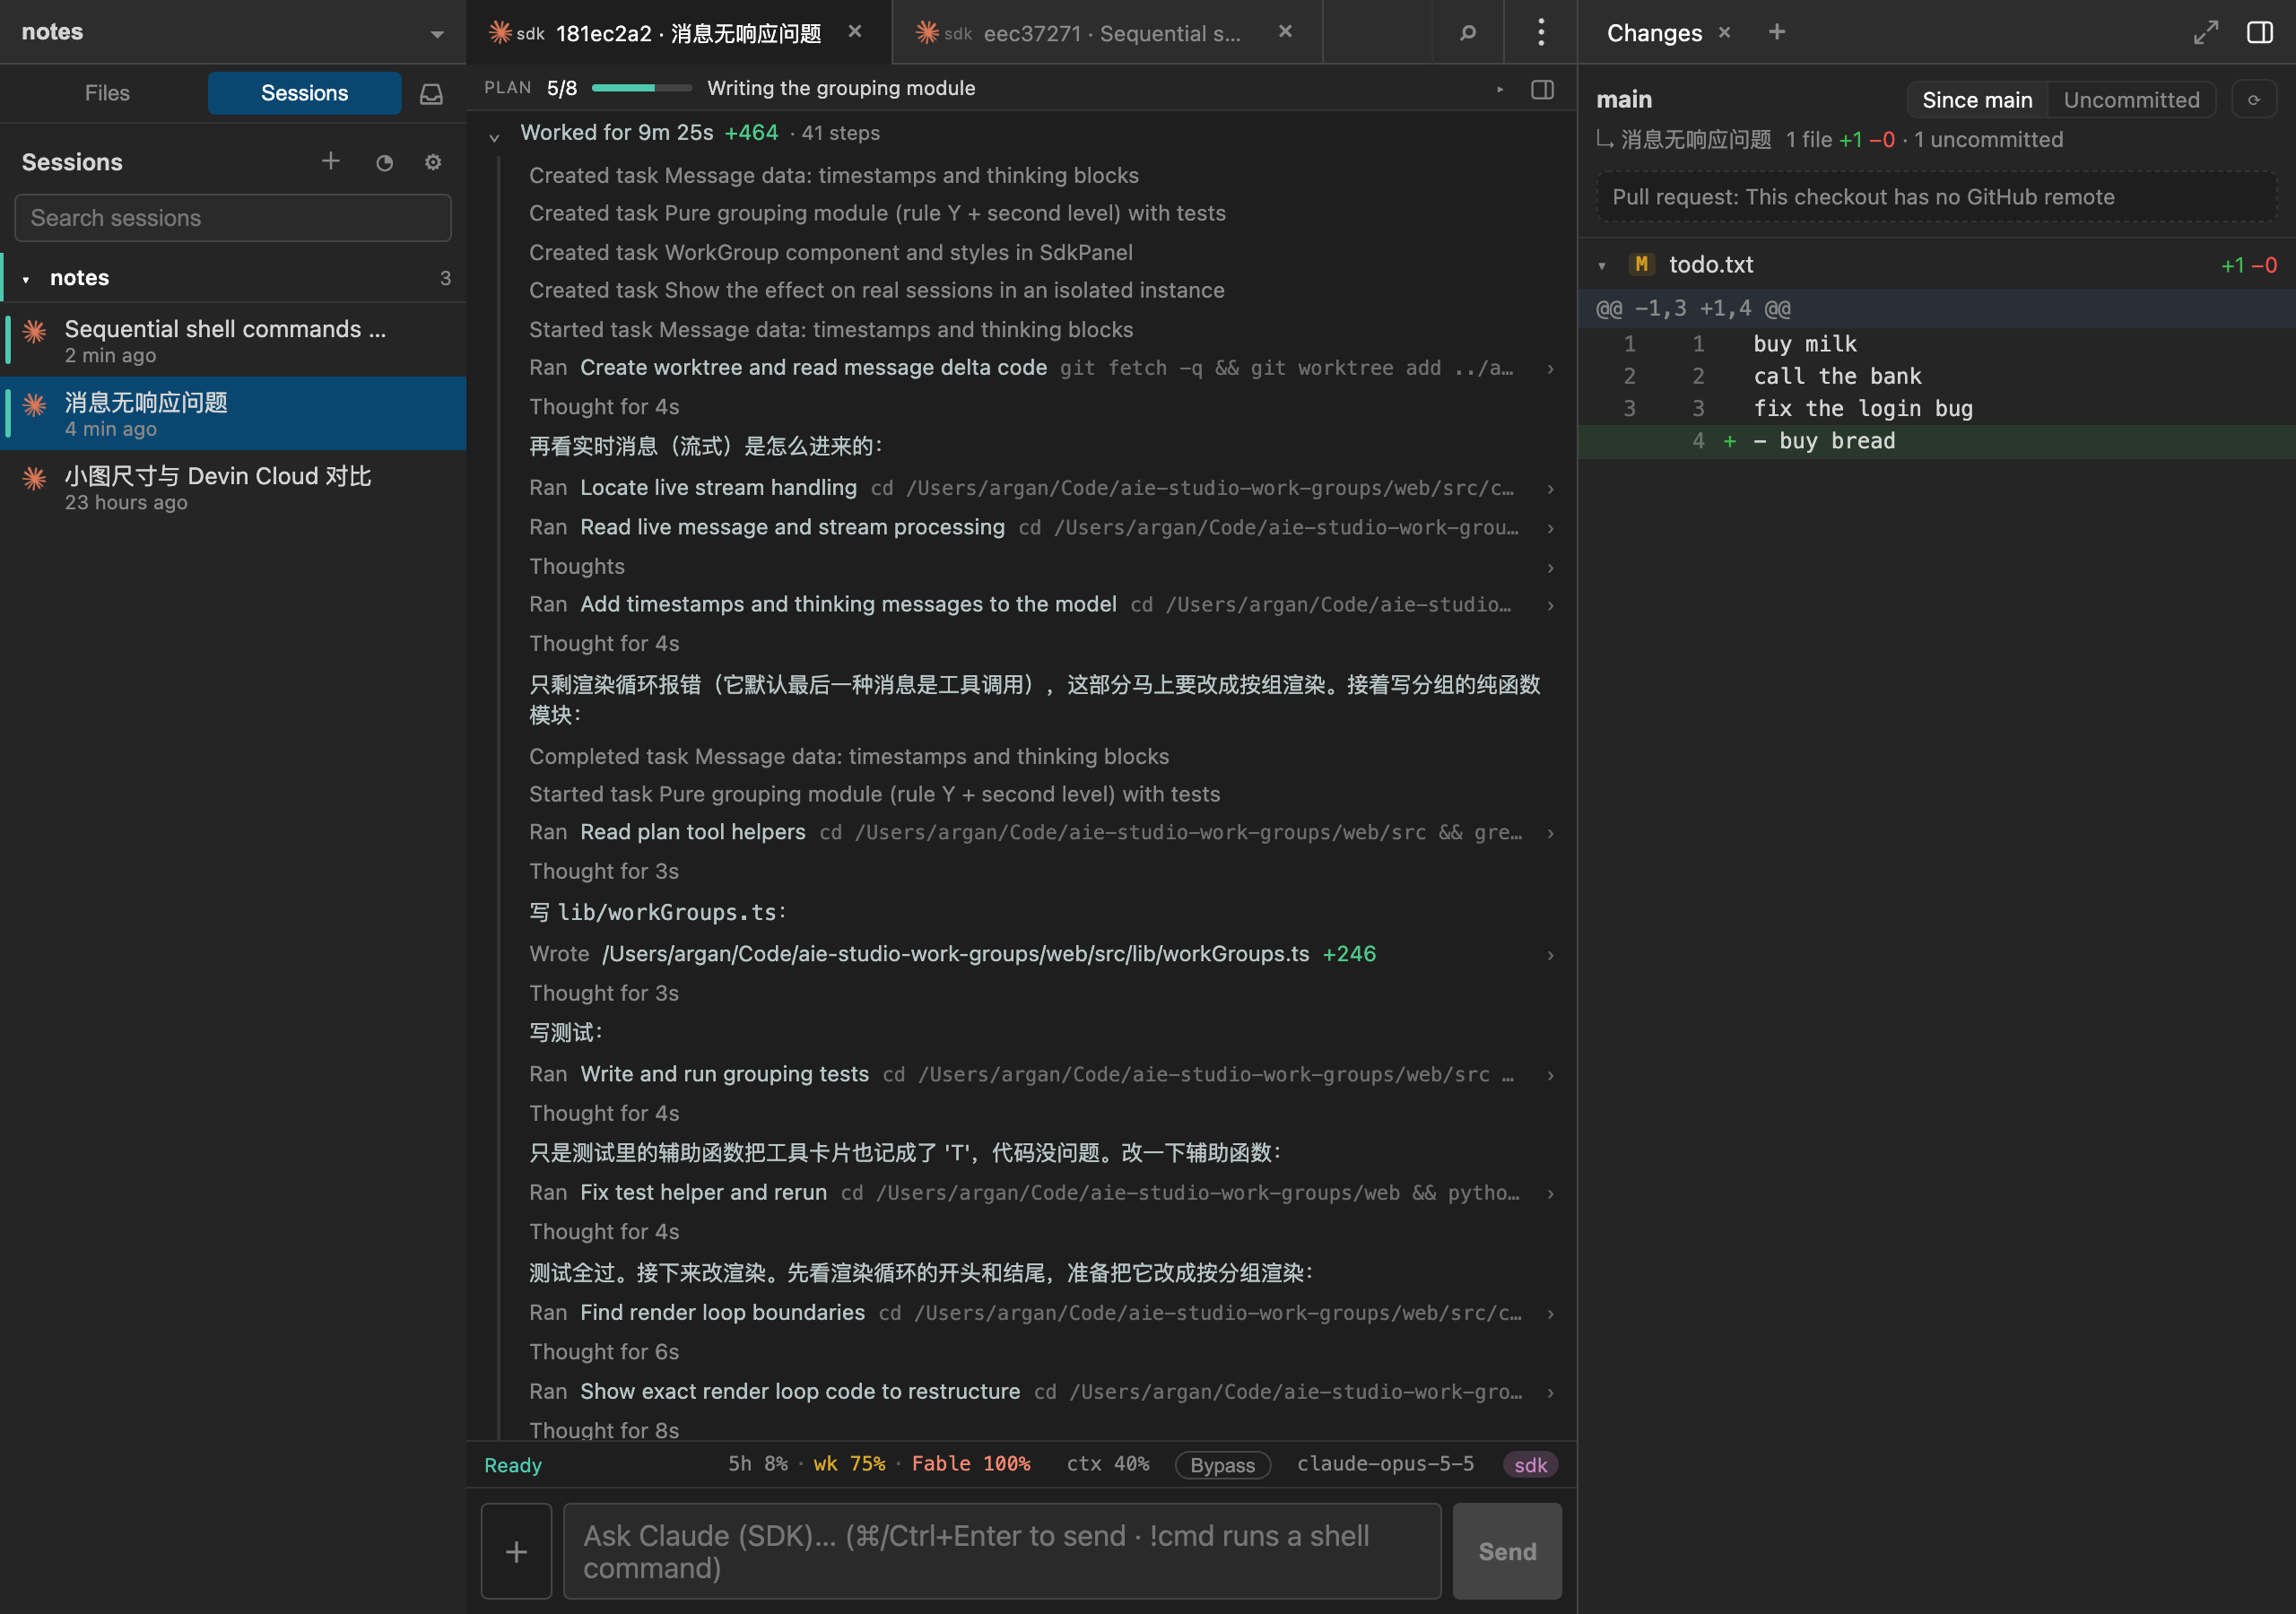 notes
Files
Sessions
Sessions
Search sessions
notes 3
Sequential shell commands ...
2 min ago
消息无响应问题
4 min ago
小图尺寸与 Devin Cloud 对比
23 hours ago
sdk 181ec2a2 · 消息无响应问题
sdk eec37271 · Sequential s...
PLAN 5/8 Writing the grouping module
Worked for 9m 25s +464 · 41 steps
Created task Message data: timestamps and thinking blocks
Created task Pure grouping module (rule Y + second level) with tests
Created task WorkGroup component and styles in SdkPanel
Created task Show the effect on real sessions in an isolated instance
Started task Message data: timestamps and thinking blocks
Ran Create worktree and read message delta code git fetch -q && git worktree add ../a…
Thought for 4s
再看实时消息（流式）是怎么进来的：
Ran Locate live stream handling cd /Users/argan/Code/aie-studio-work-groups/web/src/c…
Ran Read live message and stream processing cd /Users/argan/Code/aie-studio-work-grou…
Thoughts
Ran Add timestamps and thinking messages to the model cd /Users/argan/Code/aie-studio…
Thought for 4s
只剩渲染循环报错（它默认最后一种消息是工具调用），这部分马上要改成按组渲染。接着写分组的纯函数
模块：
Completed task Message data: timestamps and thinking blocks
Started task Pure grouping module (rule Y + second level) with tests
Ran Read plan tool helpers cd /Users/argan/Code/aie-studio-work-groups/web/src && gre…
Thought for 3s
写 lib/workGroups.ts：
Wrote /Users/argan/Code/aie-studio-work-groups/web/src/lib/workGroups.ts +246
Thought for 3s
写测试：
Ran Write and run grouping tests cd /Users/argan/Code/aie-studio-work-groups/web/src …
Thought for 4s
只是测试里的辅助函数把工具卡片也记成了 'T'，代码没问题。改一下辅助函数：
Ran Fix test helper and rerun cd /Users/argan/Code/aie-studio-work-groups/web && pytho…
Thought for 4s
测试全过。接下来改渲染。先看渲染循环的开头和结尾，准备把它改成按分组渲染：
Ran Find render loop boundaries cd /Users/argan/Code/aie-studio-work-groups/web/src/c…
Thought for 6s
Ran Show exact render loop code to restructure cd /Users/argan/Code/aie-studio-work-gro…
Thought for 8s
Ready 5h 8% · wk 75% · Fable 100% ctx 40% Bypass claude-opus-5-5 sdk
Ask Claude (SDK)... (⌘/Ctrl+Enter to send · !cmd runs a shell
command)
Send
Changes
main
Since main
Uncommitted
消息无响应问题 1 file +1 −0 · 1 uncommitted
Pull request: This checkout has no GitHub remote
M todo.txt +1 −0
@@ −1,3 +1,4 @@
1 1 buy milk
2 2 call the bank
3 3 fix the login bug
4 + – buy bread